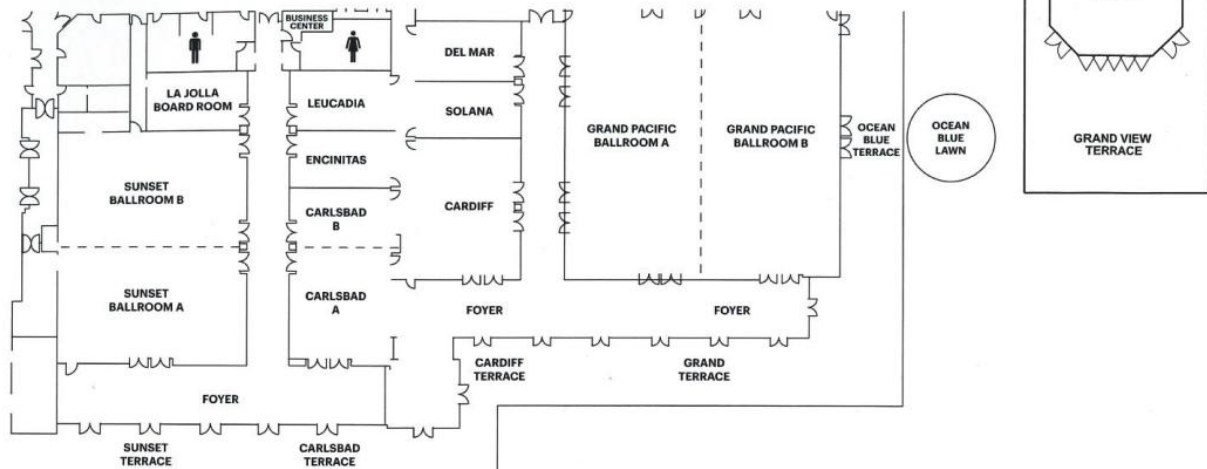 BUSINESS
CENTER
DEL MAR
LA JOLLA
BOARD ROOM
LEUCADIA
SOLANA
GRAND PACIFIC
BALLROOM A
GRAND PACIFIC
BALLROOM B
OCEAN
BLUE
TERRACE
OCEAN
BLUE
LAWN
GRAND VIEW
TERRACE
ENCINITAS
SUNSET
BALLROOM B
CARLSBAD
B
CARDIFF
SUNSET
BALLROOM A
CARLSBAD
A
FOYER
FOYER
CARDIFF
TERRACE
GRAND
TERRACE
FOYER
SUNSET
TERRACE
CARLSBAD
TERRACE